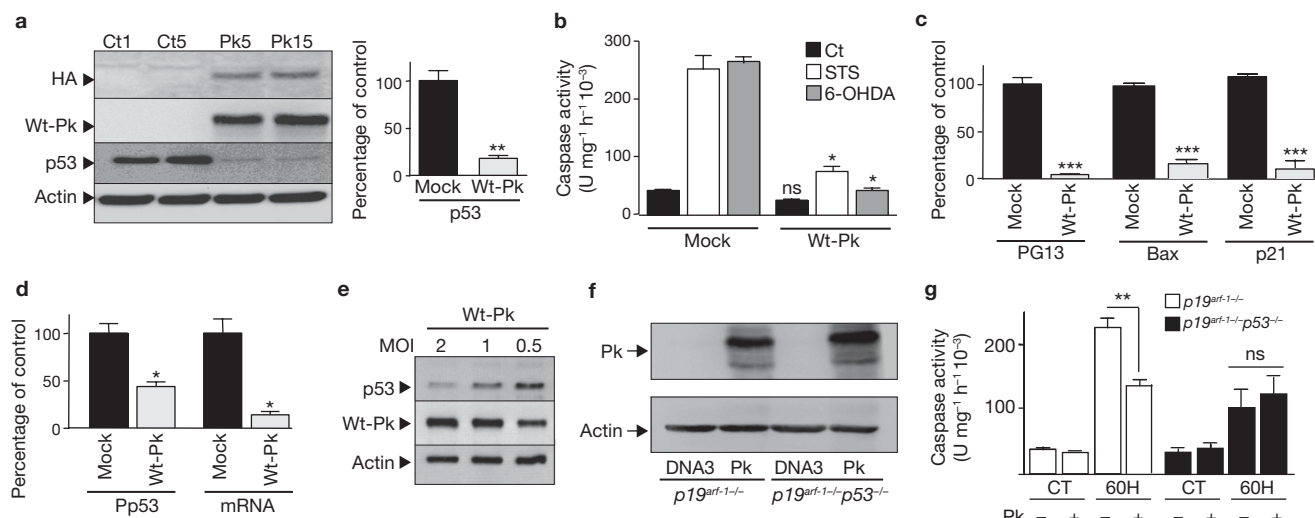 a
Ct1 Ct5 Pk5 Pk15
HA
Wt-Pk
p53
Actin
Percentage of control
100
50
0
**
Mock Wt-Pk
p53
b
Caspase activity
(U mg⁻¹ h⁻¹ 10⁻³)
300
200
100
0
Ct
STS
6-OHDA
ns * *
Mock Wt-Pk
c
Percentage of control
100
50
0
*** *** ***
Mock Wt-Pk Mock Wt-Pk Mock Wt-Pk
PG13 Bax p21
d
Percentage of control
100
50
0
* *
Mock Wt-Pk Mock Wt-Pk
Pp53 mRNA
e
Wt-Pk
MOI 2 1 0.5
p53
Wt-Pk
Actin
f
Pk
Actin
DNA3 Pk DNA3 Pk
p19arf-1–/– p19arf-1–/–p53–/–
g
p19arf-1–/–
p19arf-1–/–p53–/–
Caspase activity
(U mg⁻¹ h⁻¹ 10⁻³)
200
100
** ns
CT 60H CT 60H
Pk – + – + – + – +